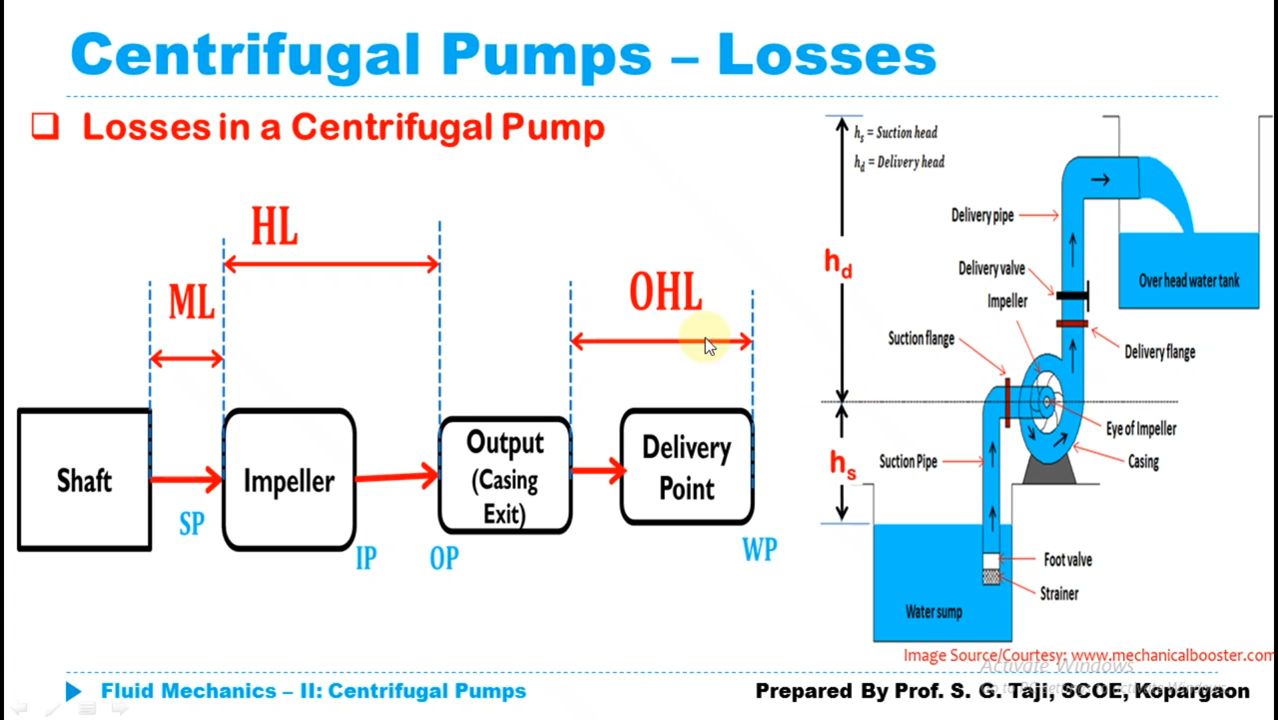 Centrifugal Pumps – Losses
Losses in a Centrifugal Pump
HL
ML
OHL
Shaft
Impeller
Output
(Casing
Exit)
Delivery
Point
SP
IP
OP
WP
hs = Suction head
hd = Delivery head
hd
hs
Delivery pipe
Delivery valve
Impeller
Suction flange
Over head water tank
Delivery flange
Eye of Impeller
Casing
Suction Pipe
Foot valve
Strainer
Water sump
Image Source/Courtesy: www.mechanicalbooster.com
Activate Windows
Fluid Mechanics – II: Centrifugal Pumps
Prepared By Prof. S. G. Taji, SCOE, Kopargaon